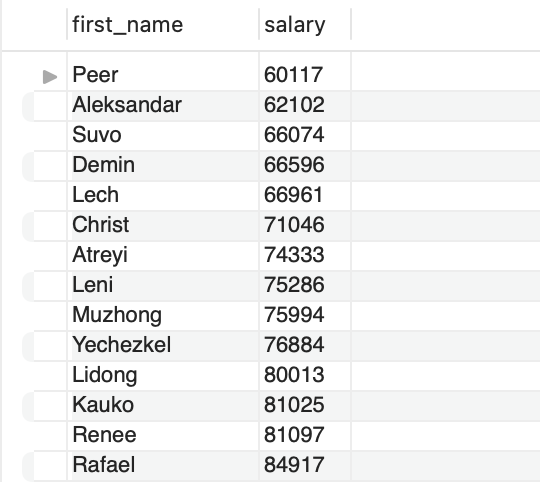 first_name salary
Peer 60117
Aleksandar 62102
Suvo 66074
Demin 66596
Lech 66961
Christ 71046
Atreyi 74333
Leni 75286
Muzhong 75994
Yechezkel 76884
Lidong 80013
Kauko 81025
Renee 81097
Rafael 84917